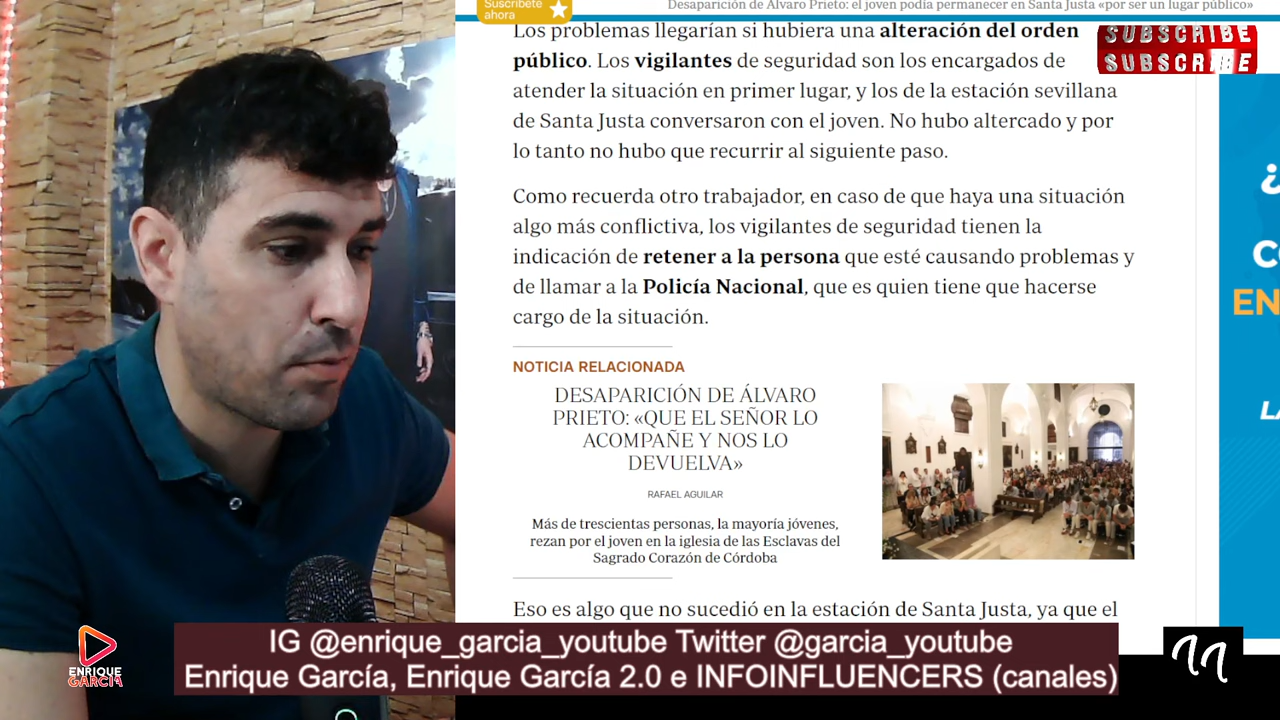 Suscríbete
ahora
Desaparición de Álvaro Prieto: el joven podía permanecer en Santa Justa «por ser un lugar público»
SUBSCRIBE
SUBSCRIBE
Los problemas llegarían si hubiera una alteración del orden
público. Los vigilantes de seguridad son los encargados de
atender la situación en primer lugar, y los de la estación sevillana
de Santa Justa conversaron con el joven. No hubo altercado y por
lo tanto no hubo que recurrir al siguiente paso.
Como recuerda otro trabajador, en caso de que haya una situación
algo más conflictiva, los vigilantes de seguridad tienen la
indicación de retener a la persona que esté causando problemas y
de llamar a la Policía Nacional, que es quien tiene que hacerse
cargo de la situación.
NOTICIA RELACIONADA
DESAPARICIÓN DE ÁLVARO
PRIETO: «QUE EL SEÑOR LO
ACOMPAÑE Y NOS LO
DEVUELVA»
RAFAEL AGUILAR
Más de trescientas personas, la mayoría jóvenes,
rezan por el joven en la iglesia de las Esclavas del
Sagrado Corazón de Córdoba
Eso es algo que no sucedió en la estación de Santa Justa, ya que el
¿
C
EN
LA
IG @enrique_garcia_youtube Twitter @garcia_youtube
Enrique García, Enrique García 2.0 e INFOINFLUENCERS (canales)
ENRIQUE
GARCÍA